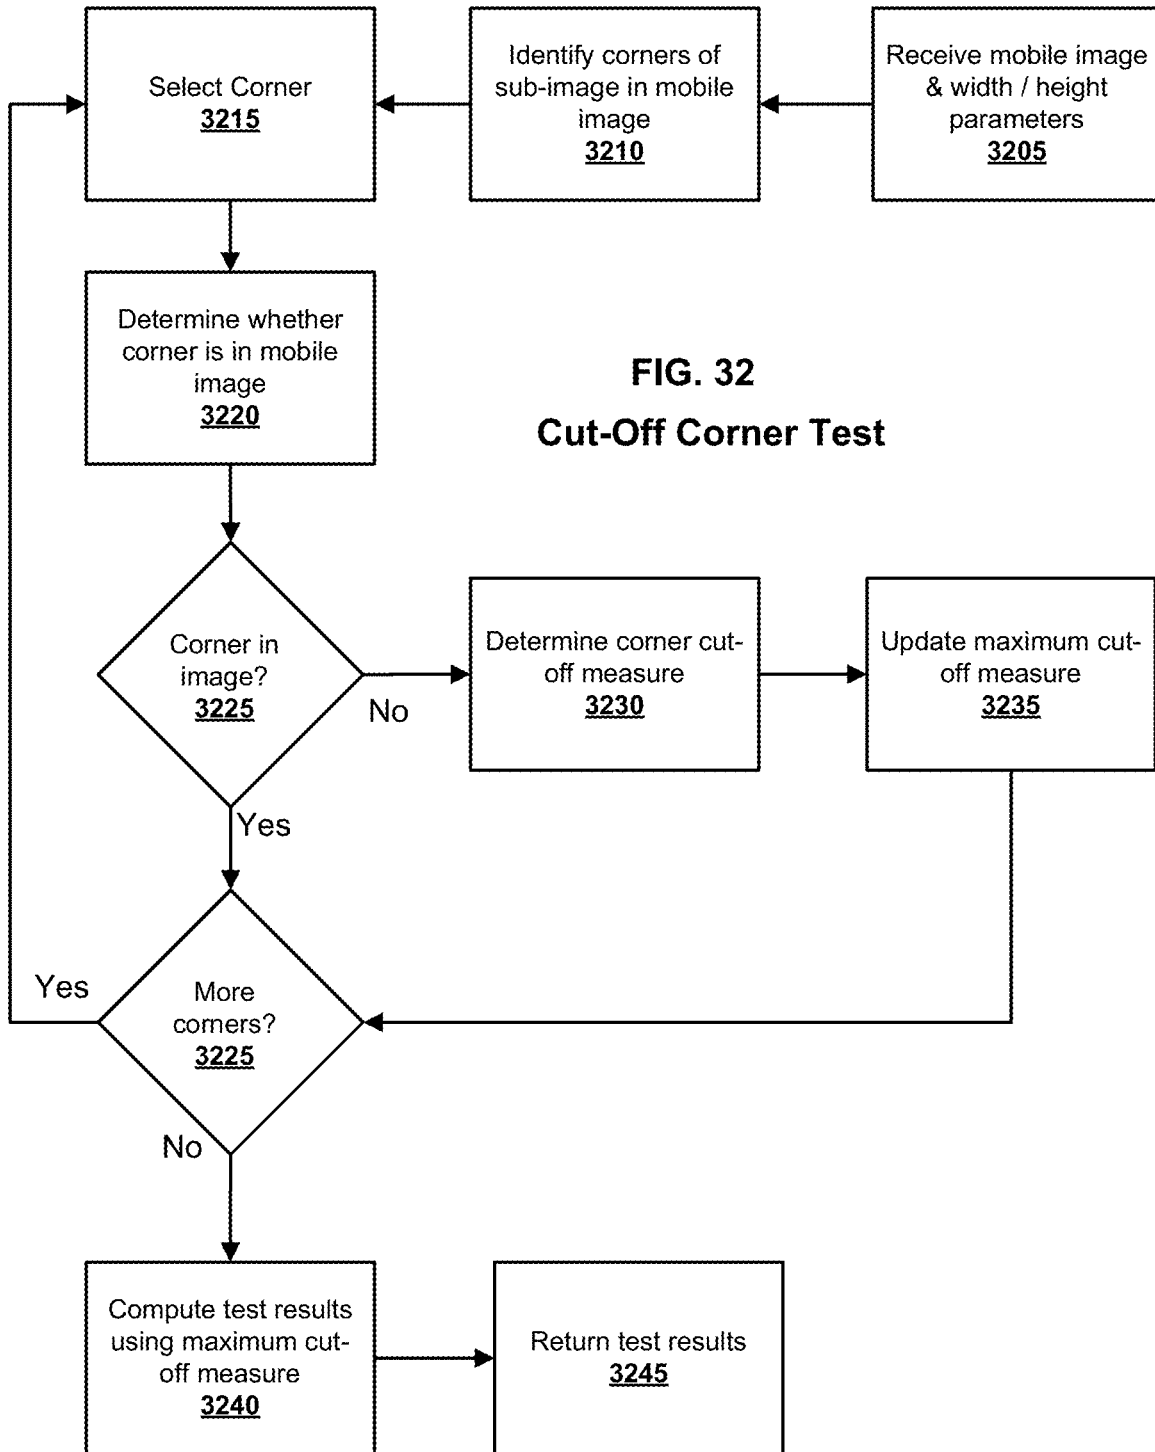 Receive mobile image
& width / height
parameters
3205
Identify corners of
sub-image in mobile
image
3210
Select Corner
3215
Determine whether
corner is in mobile
image
3220
FIG. 32
Cut-Off Corner Test
Corner in
image?
3225
No
Determine corner cut-
off measure
3230
Update maximum cut-
off measure
3235
Yes
More
corners?
3225
Yes
No
Compute test results
using maximum cut-
off measure
3240
Return test results
3245